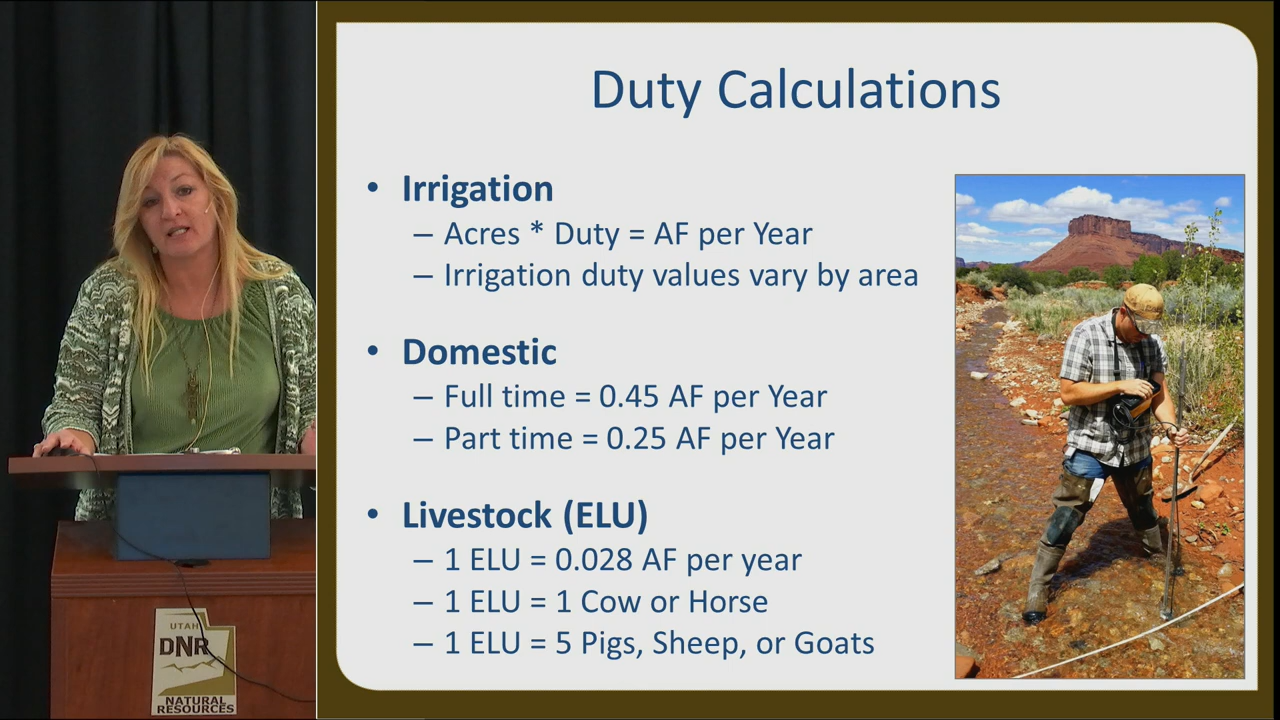 Duty Calculations
• Irrigation
– Acres * Duty = AF per Year
– Irrigation duty values vary by area
• Domestic
– Full time = 0.45 AF per Year
– Part time = 0.25 AF per Year
• Livestock (ELU)
– 1 ELU = 0.028 AF per year
– 1 ELU = 1 Cow or Horse
– 1 ELU = 5 Pigs, Sheep, or Goats
UTAH
DNR
NATURAL
RESOURCES